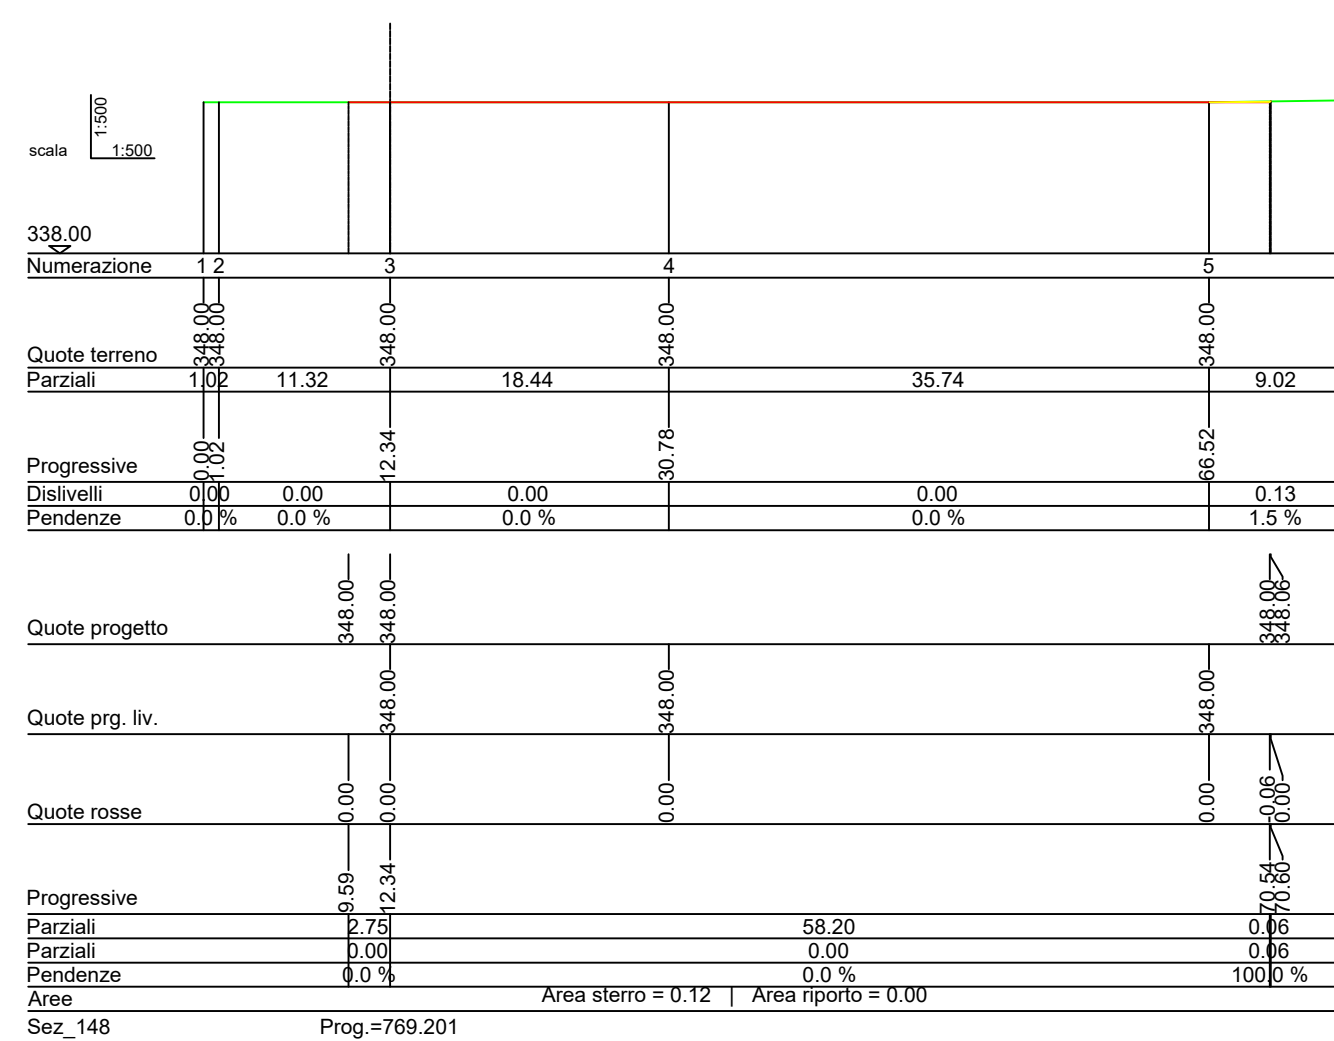 1:500
scala 1:500
338.00
Numerazione 1 2 3 4 5
Quote terreno 348.00 348.00 348.00 348.00 348.00
Parziali 1.02 11.32 18.44 35.74 9.02
Progressive 0.00 1.02 12.34 30.78 66.52
Dislivelli 0.00 0.00 0.00 0.00 0.13
Pendenze 0.0 % 0.0 % 0.0 % 0.0 % 1.5 %
Quote progetto 348.00 348.00 348.00 348.06
Quote prg. liv. 348.00 348.00 348.00
Quote rosse 0.00 0.00 0.00 0.00 -0.06 0.00
Progressive 9.59 12.34 70.54 70.60
Parziali 2.75 58.20 0.06
Parziali 0.00 0.00 0.06
Pendenze 0.0 % 0.0 % 100.0 %
Aree Area sterro = 0.12 | Area riporto = 0.00
Sez_148 Prog.=769.201